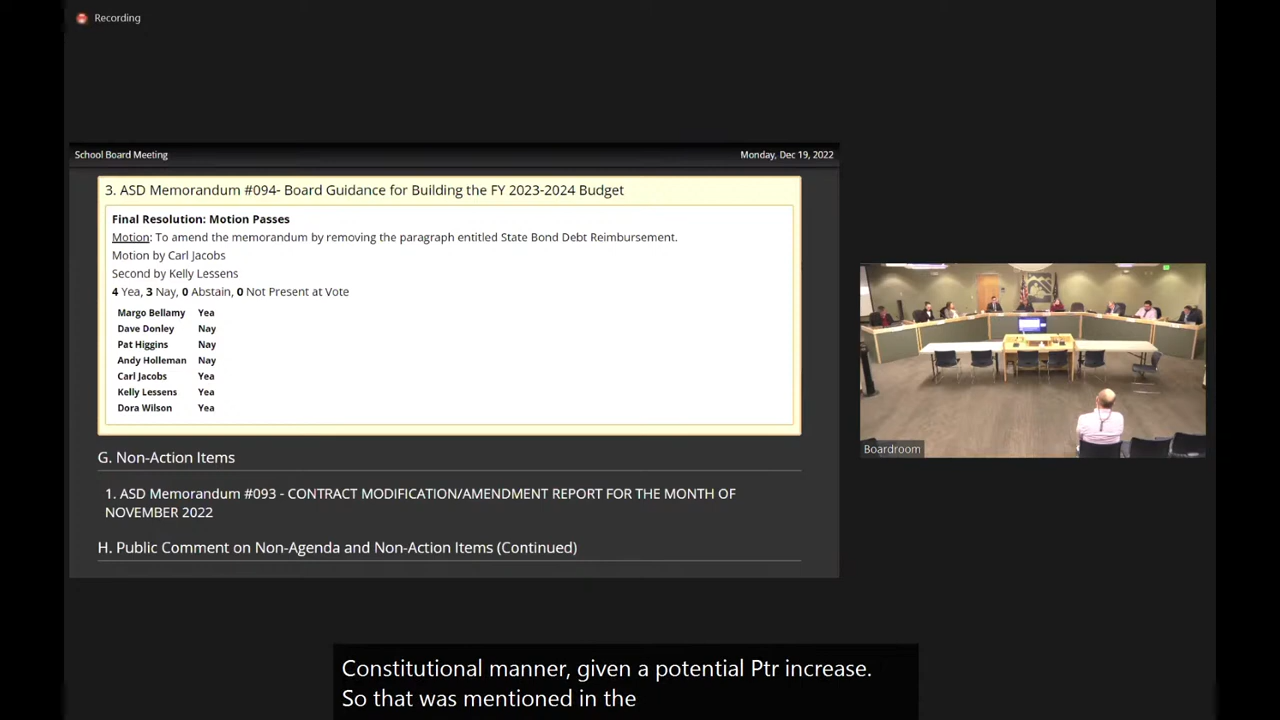 Recording
School Board Meeting
Monday, Dec 19, 2022
3. ASD Memorandum #094- Board Guidance for Building the FY 2023-2024 Budget
Final Resolution: Motion Passes
Motion: To amend the memorandum by removing the paragraph entitled State Bond Debt Reimbursement.
Motion by Carl Jacobs
Second by Kelly Lessens
4 Yea, 3 Nay, 0 Abstain, 0 Not Present at Vote
Margo Bellamy Yea
Dave Donley Nay
Pat Higgins Nay
Andy Holleman Nay
Carl Jacobs Yea
Kelly Lessens Yea
Dora Wilson Yea
G. Non-Action Items
1. ASD Memorandum #093 - CONTRACT MODIFICATION/AMENDMENT REPORT FOR THE MONTH OF
NOVEMBER 2022
H. Public Comment on Non-Agenda and Non-Action Items (Continued)
Boardroom
Constitutional manner, given a potential Ptr increase.
So that was mentioned in the